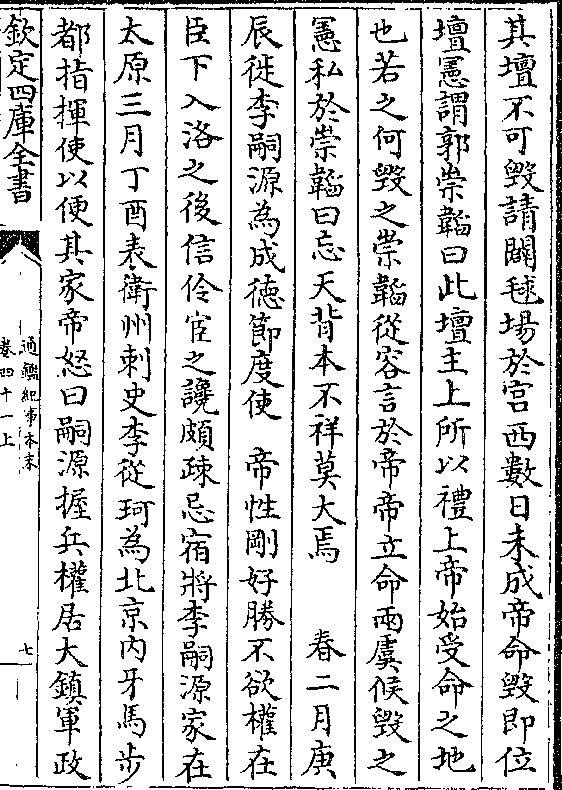 其壇不可毀請闢毬場於宫西數日未成帝命毀即位
壇憲謂郭崇韜曰此壇主上所以禮上帝始受命之地
也若之何毀之崇韜從容言於帝帝立命兩虞候毀之
憲私於崇韜曰忘天背本不祥莫大焉　春二月庚
辰徙李嗣源為成徳節度使　帝性剛好勝不欲權在
臣下入洛之後信伶宦之讒頗疎忌宿將李嗣源家在
太原三月丁酉表衛州刺史李從珂為北京内牙馬步
都指揮使以便其家帝怒曰嗣源握兵權居大鎮軍政
欽定四庫全書
通鑑紀事本末
卷四十一上
七